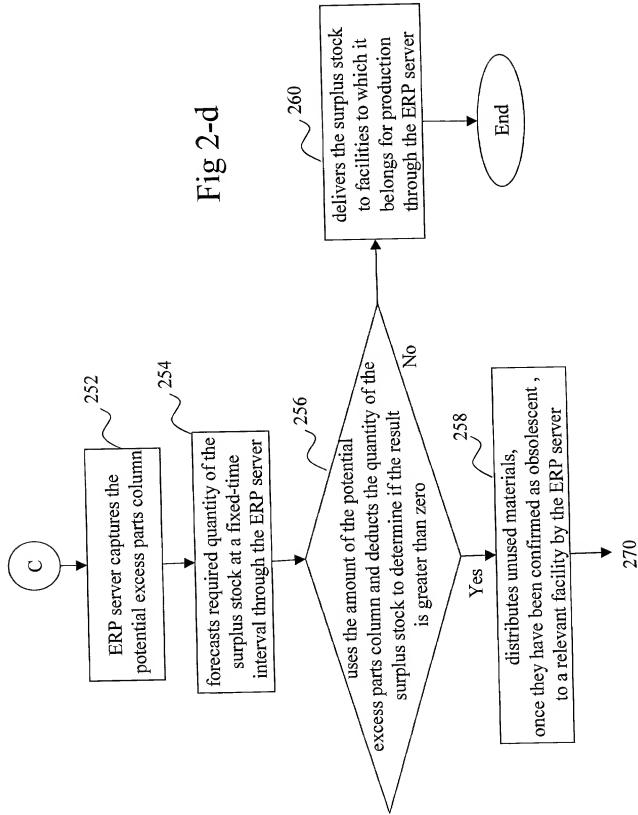 C
252
ERP server captures the
potential excess parts column
254
forecasts required quantity of the
surplus stock at a fixed-time
interval through the ERP server
256
uses the amount of the potential
excess parts column and deducts the quantity of the
surplus stock to determine if the result
is greater than zero
No
Yes
258
distributes unused materials,
once they have been confirmed as obsolescent ,
to a relevant facility by the ERP server
270
260
delivers the surplus stock
to facilities to which it
belongs for production
through the ERP server
End
Fig 2-d